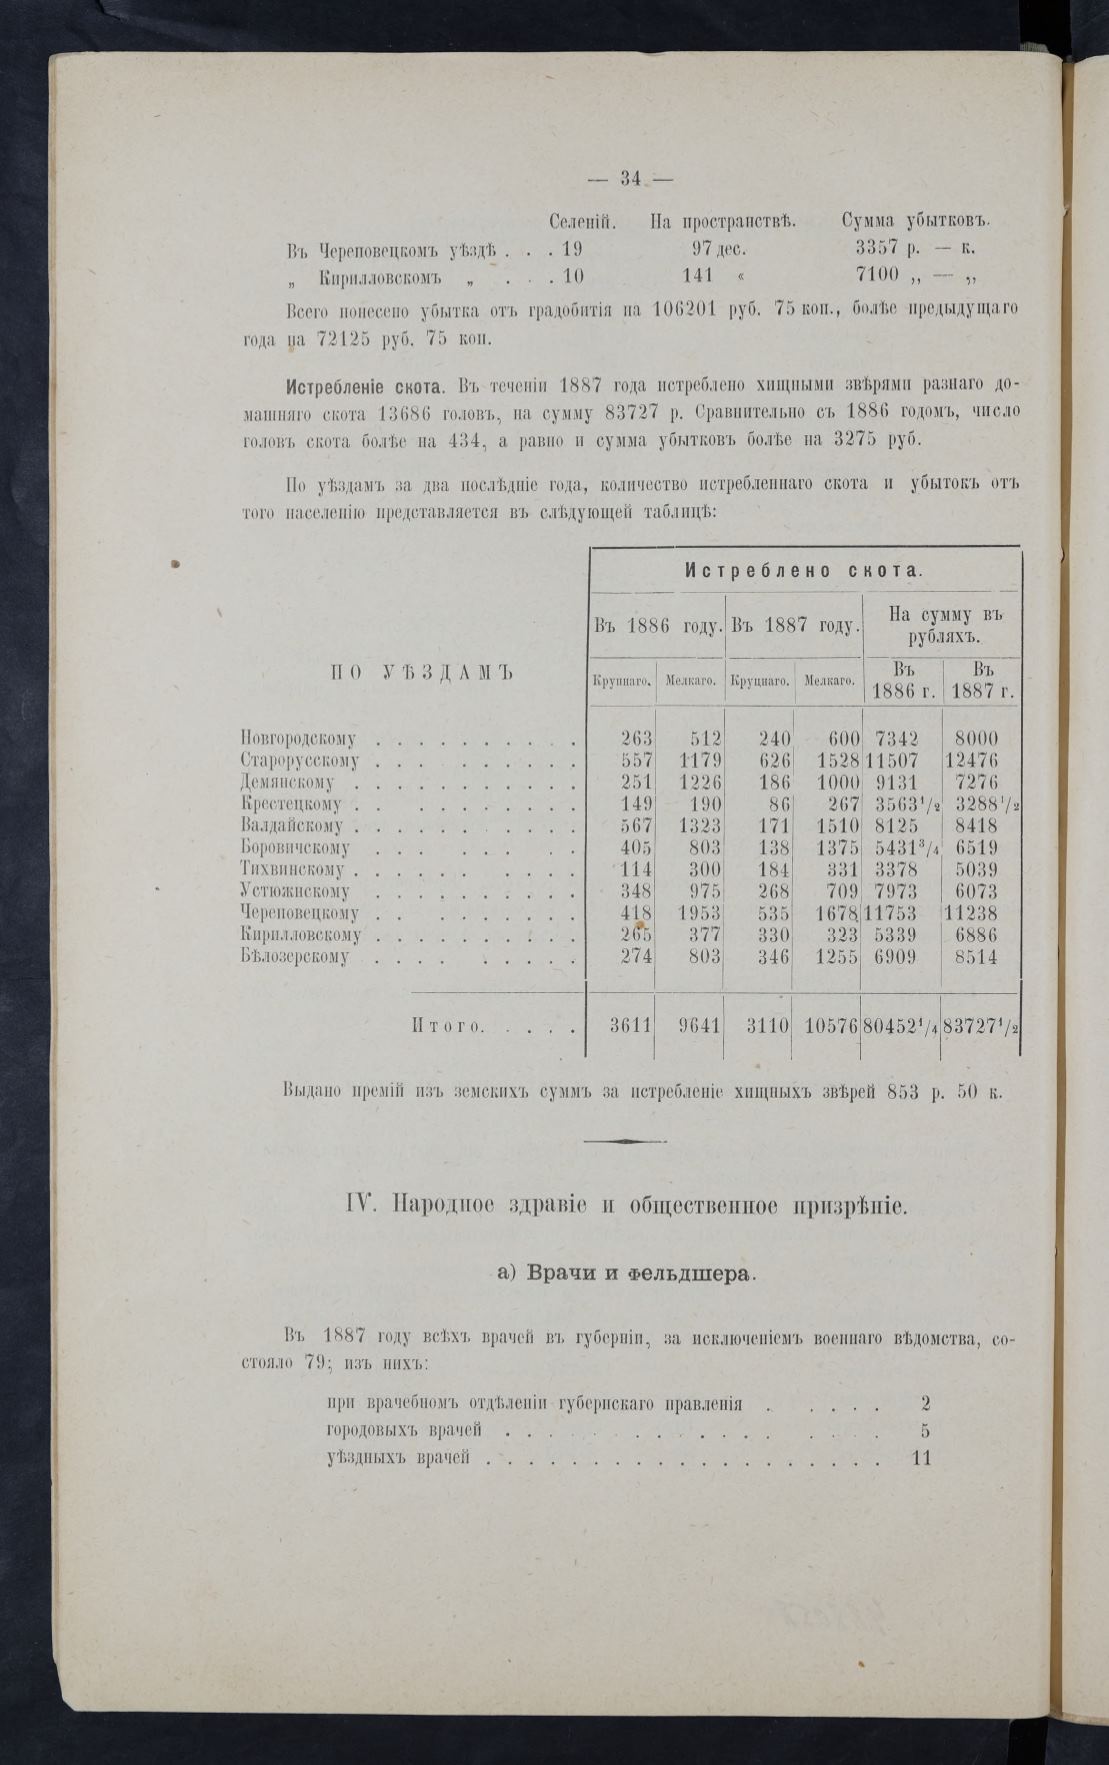 — 34 —
Селеній. На пространствѣ. Сумма убытковъ.
Въ Череповецкомъ уѣздѣ . . . 19 97 дес. 3357 р. — к.
„ Кирилловскомъ „ . . . 10 141 « 7100 „ — „
Всего понесено убытка отъ градобитія на 106201 руб. 75 коп., болѣе предыдущаго
года на 72125 руб. 75 коп.
Истребленіе скота. Въ теченіи 1887 года истреблено хищными звѣрями разнаго до-
машняго скота 13686 головъ, на сумму 83727 р. Сравнительно съ 1886 годомъ, число
головъ скота болѣе на 434, а равно и сумма убытковъ болѣе на 3275 руб.
По уѣздамъ за два послѣдніе года, количество истребленнаго скота и убытокъ отъ
того населенію представляется въ слѣдующей таблицѣ:
ПО УѢЗДАМЪ
Истреблено скота.
Въ 1886 году. Въ 1887 году. На сумму въ
рубляхъ.
Крупнаго. Мелкаго. Крупнаго. Мелкаго. Въ
1886 г. Въ
1887 г.
Новгородскому . . . . . . . . . . 263 512 240 600 7342 8000
Старорусскому . . . . . . . . . . 557 1179 626 1528 11507 12476
Демянскому . . . . . . . . . . . 251 1226 186 1000 9131 7276
Крестецкому . . . . . . . . . . 149 190 86 267 3563¹/₂ 3288¹/₂
Валдайскому . . . . . . . . . . . 567 1323 171 1510 8125 8418
Боровичскому . . . . . . . . . 405 803 138 1375 5431³/₄ 6519
Тихвинскому . . . . . . . . . . 114 300 184 331 3378 5039
Устюжнскому . . . . . . . . . . 348 975 268 709 7973 6073
Череповецкому . . . . . . . . . 418 1953 535 1678 11753 11238
Кирилловскому . . . . . . . . . . 265 377 330 323 5339 6886
Бѣлозерскому . . . . . . . . . 274 803 346 1255 6909 8514
Итого. . . . . 3611 9641 3110 10576 80452¹/₄ 83727¹/₂
Выдано премій изъ земскихъ суммъ за истребленіе хищныхъ звѣрей 853 р. 50 к.
IV. Народное здравіе и общественное призрѣніе.
а) Врачи и фельдшера.
Въ 1887 году всѣхъ врачей въ губерніи, за исключеніемъ военнаго вѣдомства, со-
стояло 79; изъ нихъ:
при врачебномъ отдѣленіи губернскаго правленія . . . . . 2
городовыхъ врачей . . . . . . . . . . . . . . . . 5
уѣздныхъ врачей . . . . . . . . . . . . . . . . . . . 11